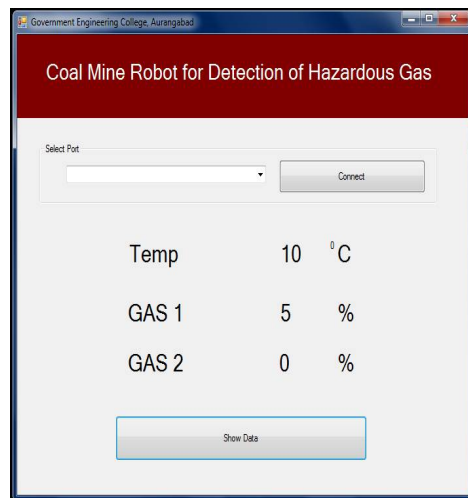 Government Engineering College, Aurangabad
Coal Mine Robot for Detection of Hazardous Gas
Select Port
Connect
Temp 10 °C
GAS 1 5 %
GAS 2 0 %
Show Data